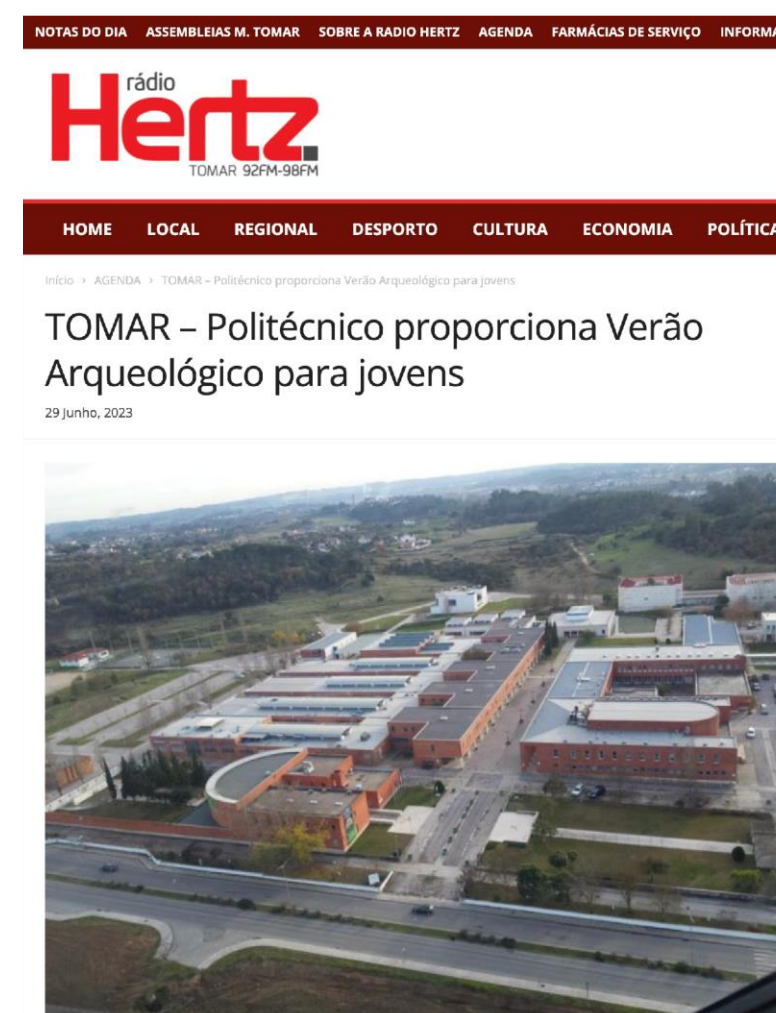 NOTAS DO DIA ASSEMBLEIAS M. TOMAR SOBRE A RADIO HERTZ AGENDA FARMÁCIAS DE SERVIÇO INFORMA
rádio
Hertz
TOMAR 92FM-98FM
HOME LOCAL REGIONAL DESPORTO CULTURA ECONOMIA POLÍTICA
Início › AGENDA › TOMAR – Politécnico proporciona Verão Arqueológico para jovens
TOMAR – Politécnico proporciona Verão
Arqueológico para jovens
29 Junho, 2023